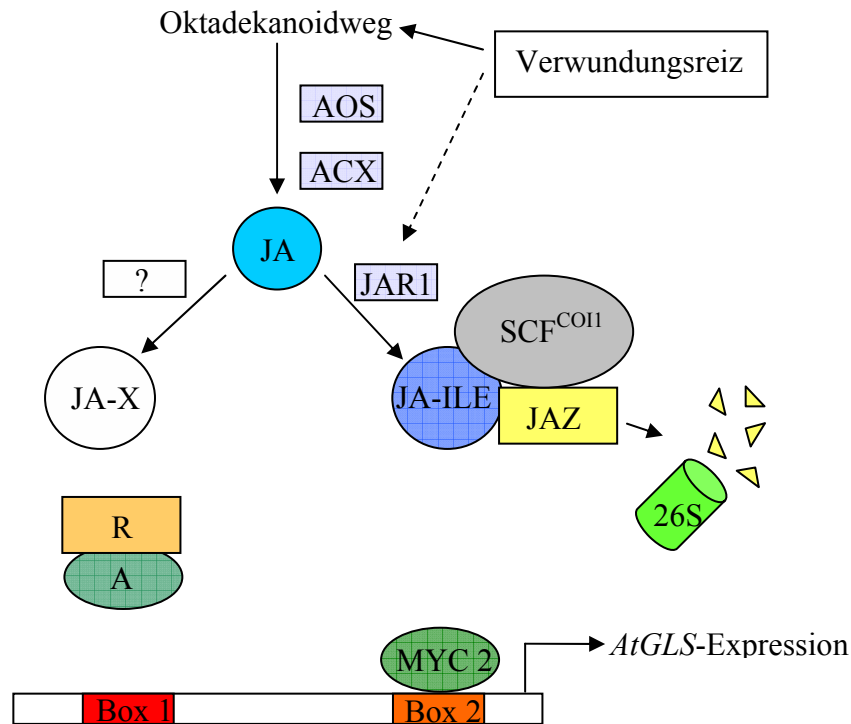 Oktadekanoidweg
Verwundungsreiz
AOS
ACX
JA
?
JAR1
SCF^COI1
JA-X
JA-ILE
JAZ
26S
R
A
MYC 2
AtGLS-Expression
Box 1
Box 2